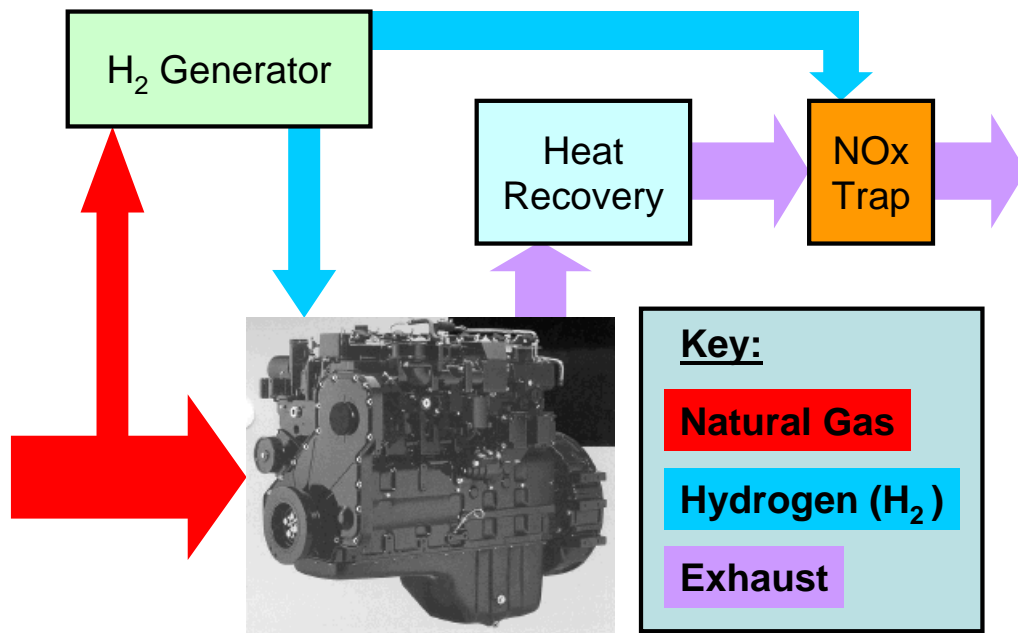 H₂ Generator
Heat
Recovery
NOx
Trap
Key:
Natural Gas
Hydrogen (H₂ )
Exhaust